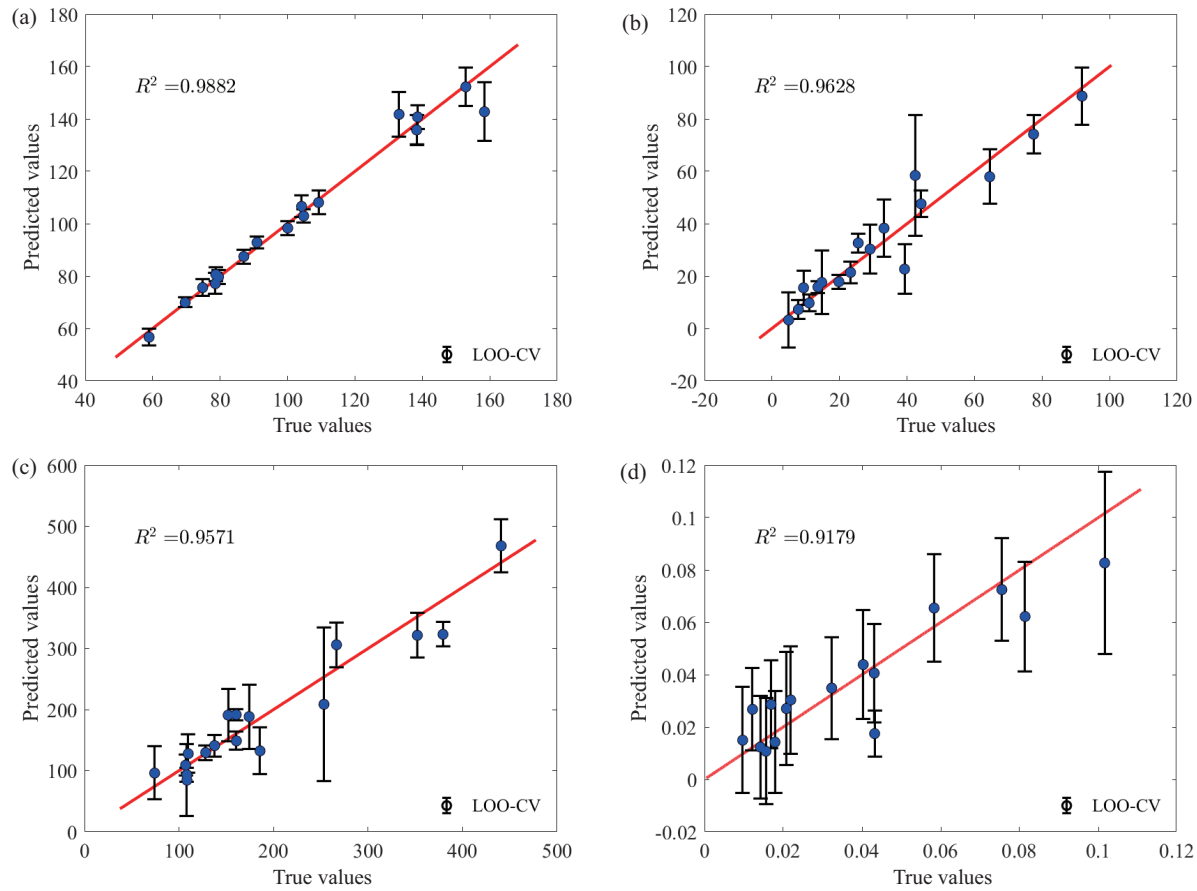 (a)
180
160
140
120
100
80
60
40
Predicted values
R² =0.9882
LOO-CV
40 60 80 100 120 140 160 180
True values
(b)
120
100
80
60
40
20
0
-20
Predicted values
R² =0.9628
LOO-CV
-20 0 20 40 60 80 100 120
True values
(c)
600
500
400
300
200
100
0
Predicted values
R² =0.9571
LOO-CV
0 100 200 300 400 500
True values
(d)
0.12
0.1
0.08
0.06
0.04
0.02
0
-0.02
Predicted values
R² =0.9179
LOO-CV
0 0.02 0.04 0.06 0.08 0.1 0.12
True values